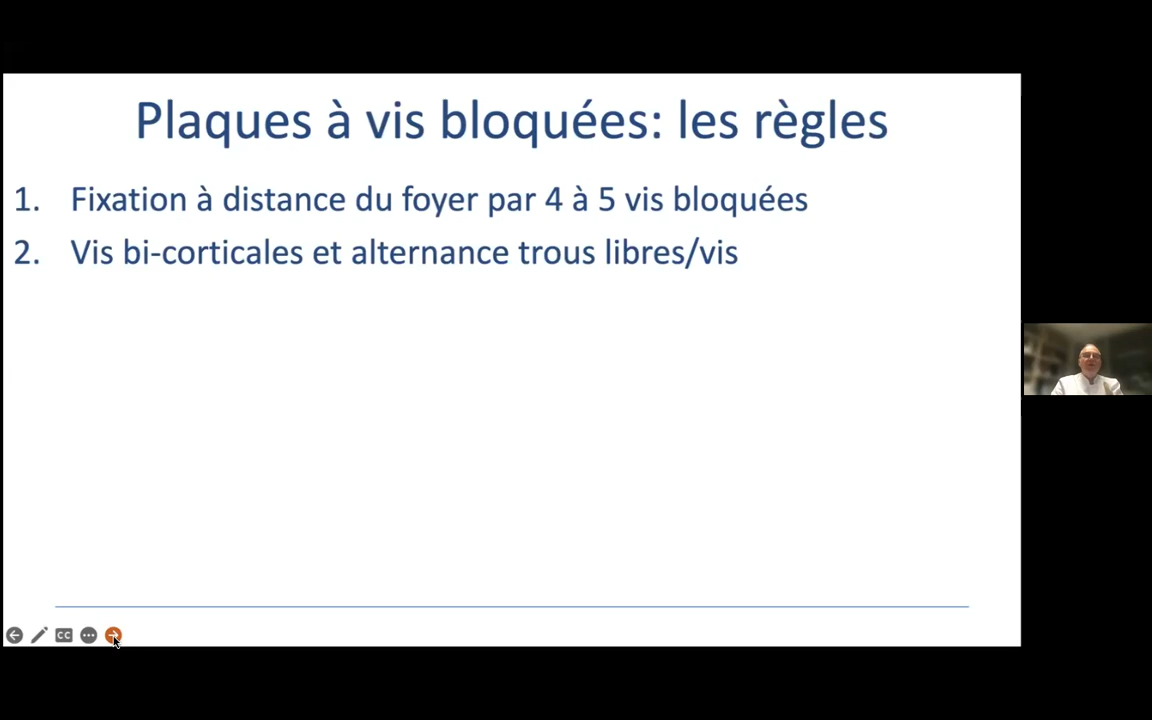 Plaques à vis bloquées: les règles
1. Fixation à distance du foyer par 4 à 5 vis bloquées
2. Vis bi-corticales et alternance trous libres/vis
CC